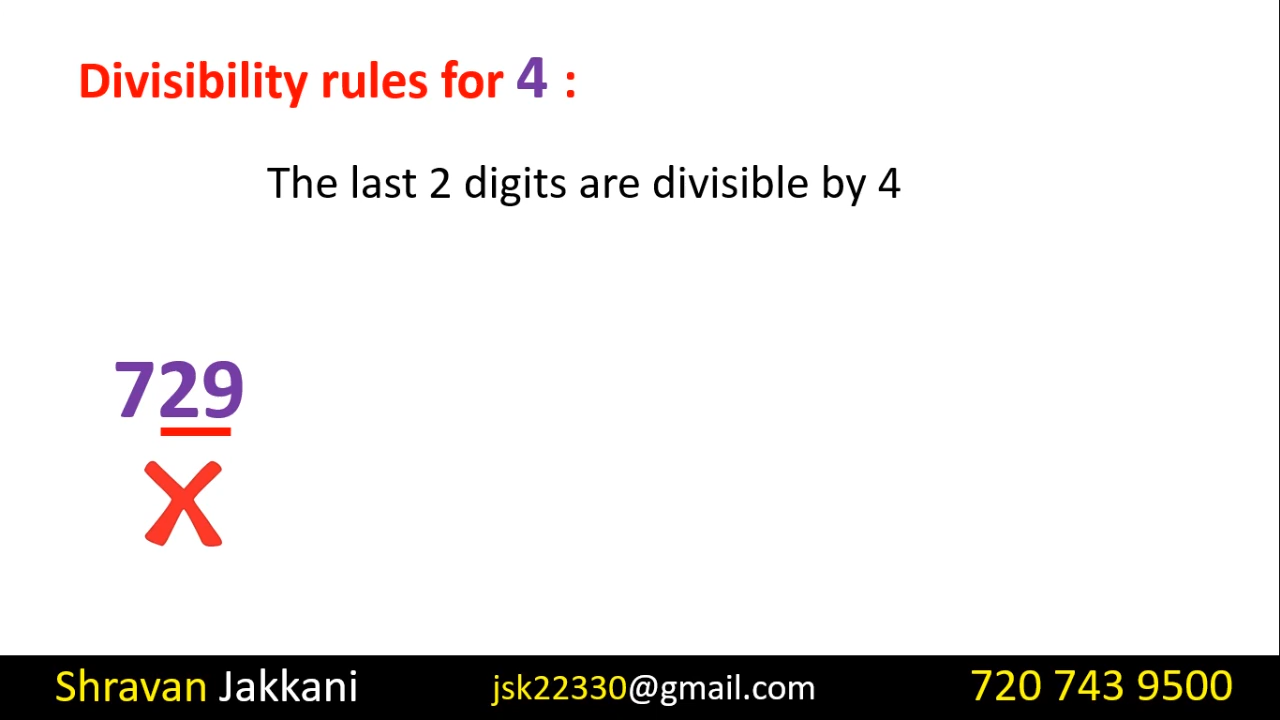 Divisibility rules for 4 :
The last 2 digits are divisible by 4
729
Shravan Jakkani jsk22330@gmail.com 720 743 9500